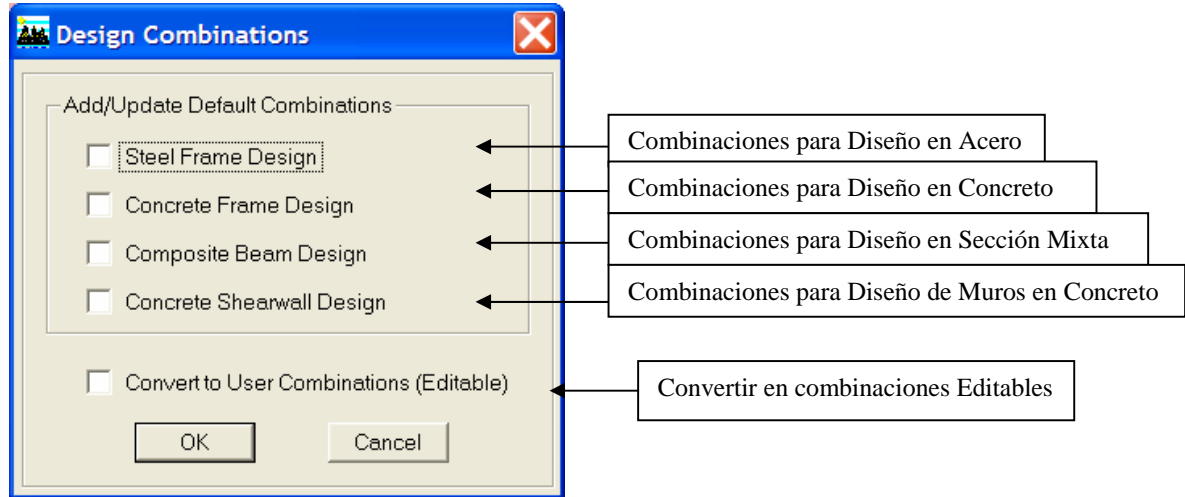 Design Combinations
Add/Update Default Combinations
Steel Frame Design
Combinaciones para Diseño en Acero
Concrete Frame Design
Combinaciones para Diseño en Concreto
Composite Beam Design
Combinaciones para Diseño en Sección Mixta
Concrete Shearwall Design
Combinaciones para Diseño de Muros en Concreto
Convert to User Combinations (Editable)
Convertir en combinaciones Editables
OK
Cancel